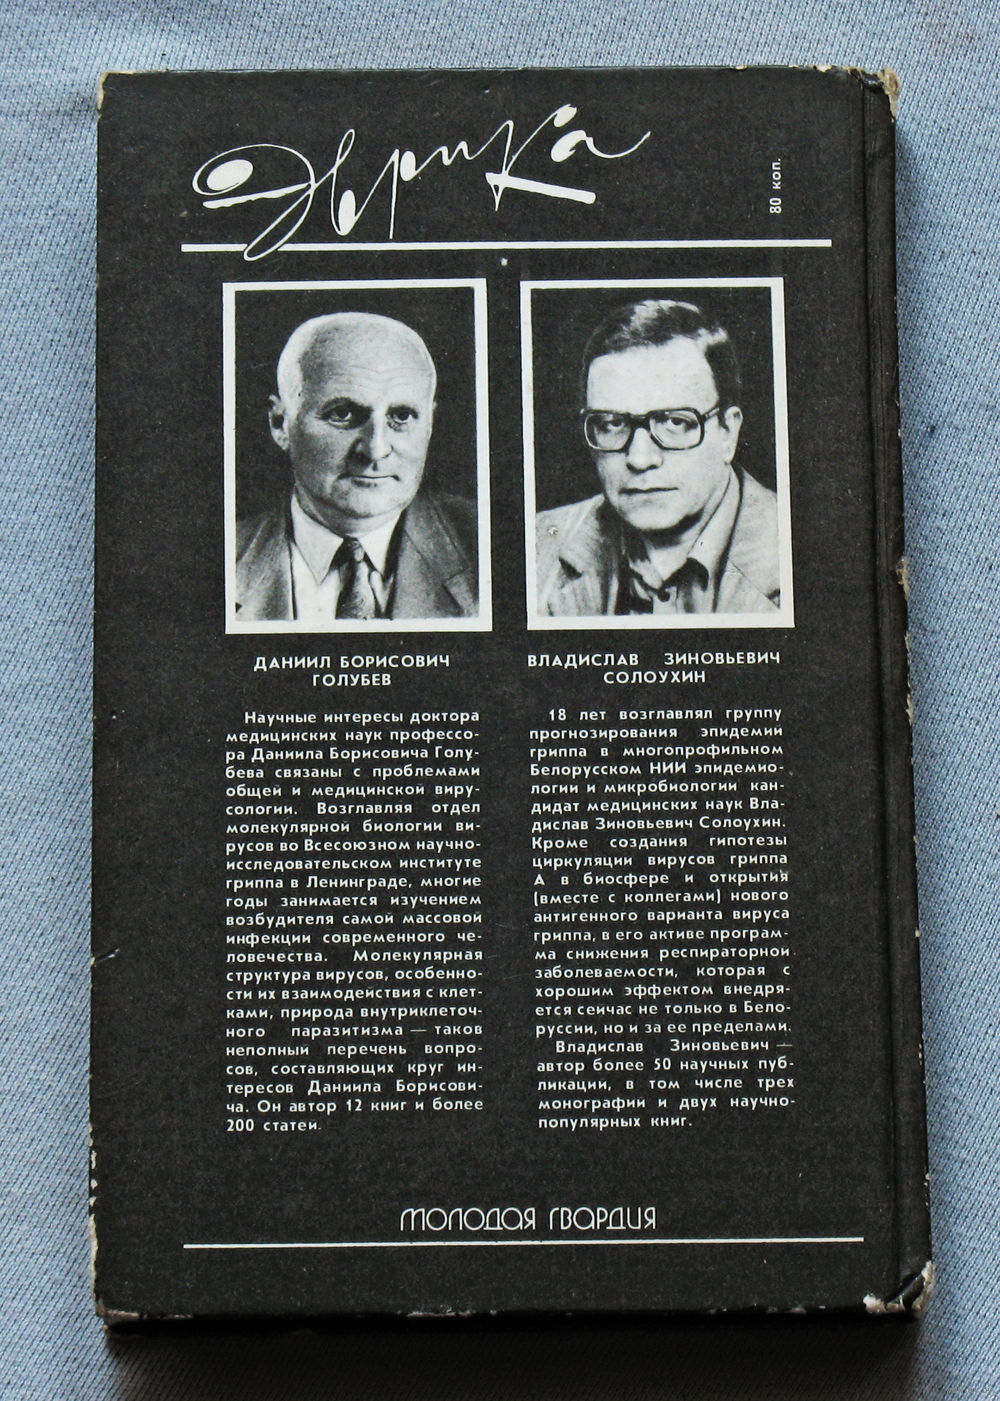 Эврика
80 коп.
ДАНИИЛ БОРИСОВИЧ
ГОЛУБЕВ
Научные интересы доктора
медицинских наук профессо-
ра Даниила Борисовича Голу-
бева связаны с проблемами
общей и медицинской виру-
сологии. Возглавляя отдел
молекулярной биологии ви-
русов во Всесоюзном научно-
исследовательском институте
гриппа в Ленинграде, многие
годы занимается изучением
возбудителя самой массовой
инфекции современного че-
ловечества. Молекулярная
структура вирусов, особенно-
сти их взаимодействия с клет-
ками, природа внутриклеточ-
ного паразитизма — таков
неполный перечень вопро-
сов, составляющих круг ин-
тересов Даниила Борисови-
ча. Он автор 12 книг и более
200 статей.
ВЛАДИСЛАВ ЗИНОВЬЕВИЧ
СОЛОУХИН
18 лет возглавлял группу
прогнозирования эпидемий
гриппа в многопрофильном
Белорусском НИИ эпидемио-
логии и микробиологии кан-
дидат медицинских наук Вла-
дислав Зиновьевич Солоухин.
Кроме создания гипотезы
циркуляции вирусов гриппа
А в биосфере и открытия
(вместе с коллегами) нового
антигенного варианта вируса
гриппа, в его активе програм-
ма снижения респираторной
заболеваемости, которая с
хорошим эффектом внедря-
ется сейчас не только в Бело-
руссии, но и за ее пределами.
Владислав Зиновьевич —
автор более 50 научных пуб-
ликаций, в том числе трех
монографий и двух научно-
популярных книг.
МОЛОДАЯ ГВАРДИЯ